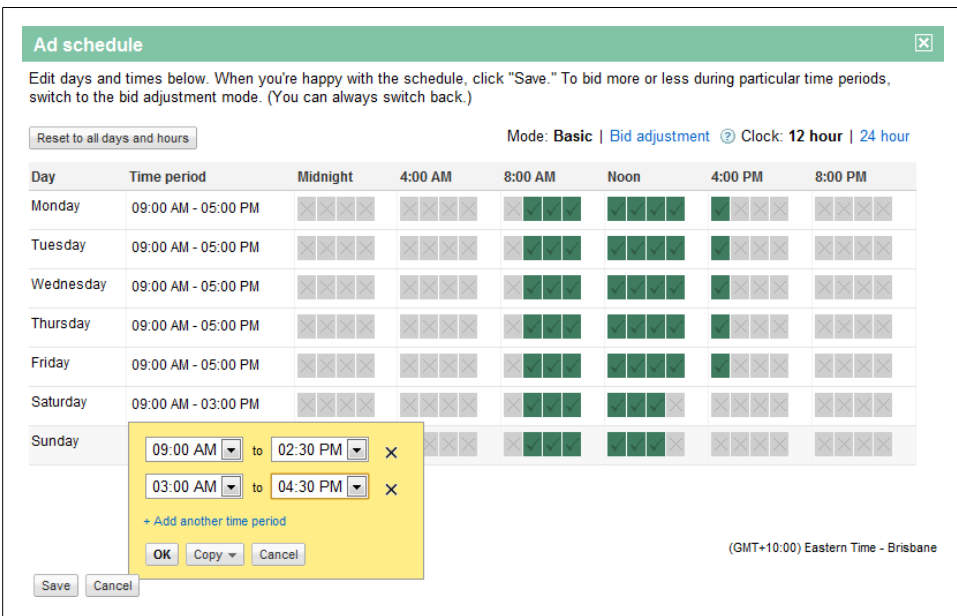 Ad schedule
Edit days and times below. When you're happy with the schedule, click "Save." To bid more or less during particular time periods,
switch to the bid adjustment mode. (You can always switch back.)
Reset to all days and hours Mode: Basic | Bid adjustment ? Clock: 12 hour | 24 hour
Day Time period Midnight 4:00 AM 8:00 AM Noon 4:00 PM 8:00 PM
Monday 09:00 AM - 05:00 PM
Tuesday 09:00 AM - 05:00 PM
Wednesday 09:00 AM - 05:00 PM
Thursday 09:00 AM - 05:00 PM
Friday 09:00 AM - 05:00 PM
Saturday 09:00 AM - 03:00 PM
Sunday
09:00 AM to 02:30 PM
03:00 AM to 04:30 PM
+ Add another time period
OK Copy Cancel
(GMT+10:00) Eastern Time - Brisbane
Save Cancel